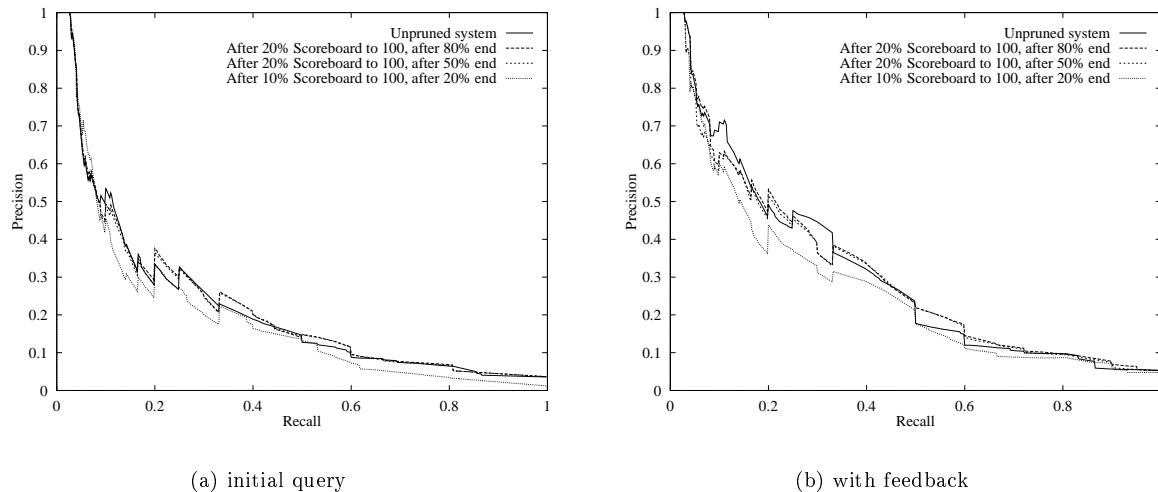 1
0.9
0.8
0.7
0.6
0.5
0.4
0.3
0.2
0.1
0
Precision
Unpruned system
After 20% Scoreboard to 100, after 80% end
After 20% Scoreboard to 100, after 50% end
After 10% Scoreboard to 100, after 20% end
0 0.2 0.4 0.6 0.8 1
Recall
(a) initial query
1
0.9
0.8
0.7
0.6
0.5
0.4
0.3
0.2
0.1
0
Precision
Unpruned system
After 20% Scoreboard to 100, after 80% end
After 20% Scoreboard to 100, after 50% end
After 10% Scoreboard to 100, after 20% end
0 0.2 0.4 0.6 0.8 1
Recall
(b) with feedback